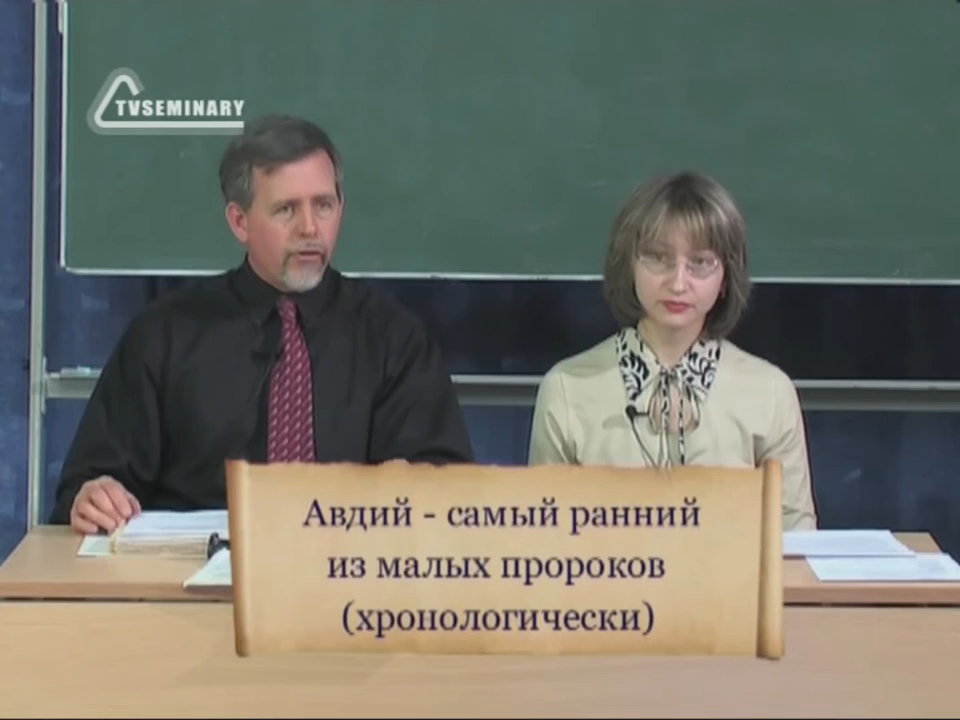 TVSEMINARY
Авдий - самый ранний
из малых пророков
(хронологически)